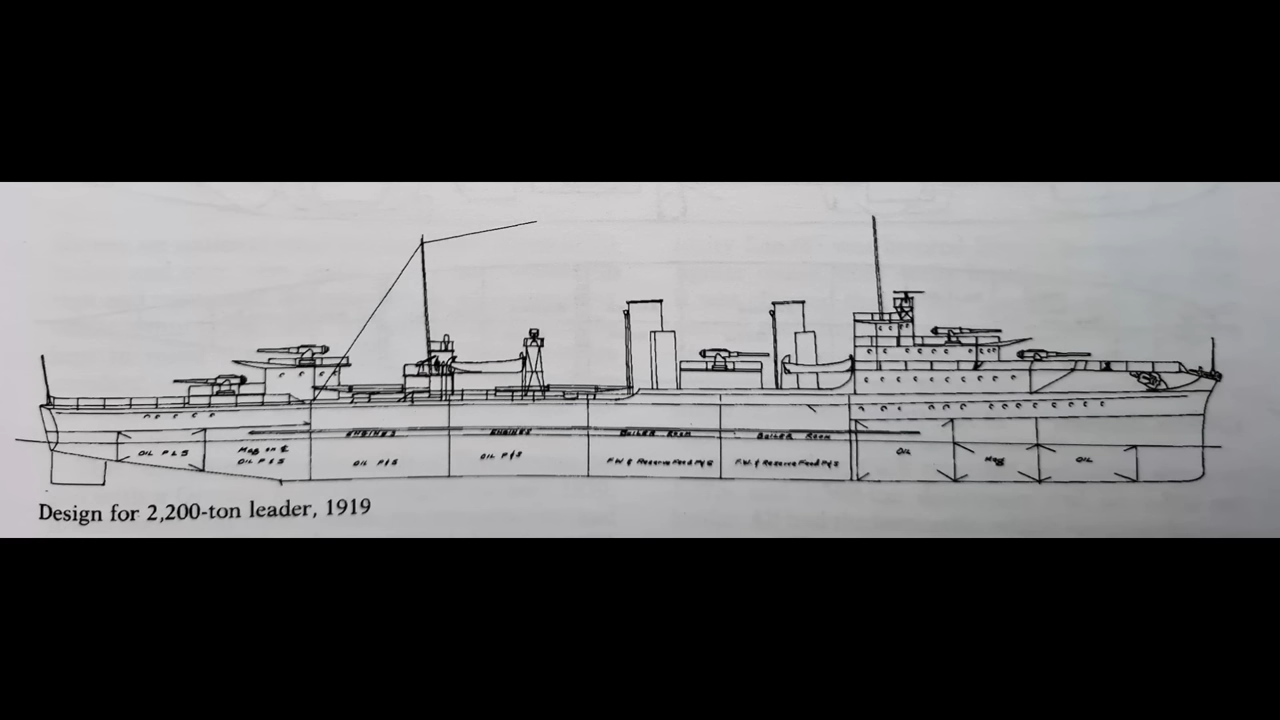 ENGINES
ENGINES
BOILER ROOM
BOILER ROOM
OIL P & S
Mag on ₵
OIL P & S
OIL P/S
OIL P/S
F.W. & Reserve Feed P/S
F.W. & Reserve Feed P/S
OIL
Mag
OIL
Design for 2,200-ton leader, 1919